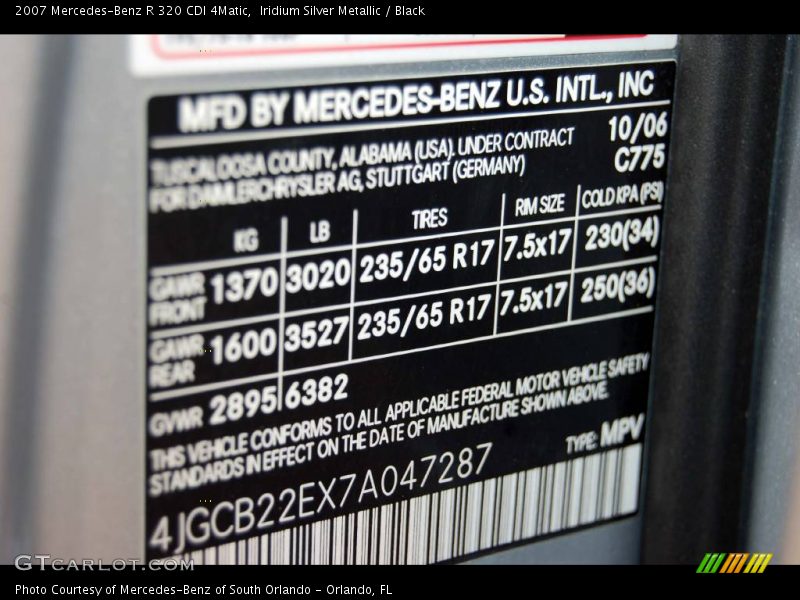 2007 Mercedes-Benz R 320 CDI 4Matic,  Iridium Silver Metallic / Black
MFD BY MERCEDES-BENZ U.S. INTL., INC
TUSCALOOSA COUNTY, ALABAMA (USA). UNDER CONTRACT 10/06
FOR DAIMLERCHRYSLER AG, STUTTGART (GERMANY) C775
KG LB TIRES RIM SIZE COLD KPA (PSI)
GAWR FRONT 1370 3020 235/65 R17 7.5x17 230(34)
GAWR REAR 1600 3527 235/65 R17 7.5x17 250(36)
GVWR 2895 6382
THIS VEHICLE CONFORMS TO ALL APPLICABLE FEDERAL MOTOR VEHICLE SAFETY
STANDARDS IN EFFECT ON THE DATE OF MANUFACTURE SHOWN ABOVE.
4JGCB22EX7A047287 TYPE: MPV
GTCARLOT.COM
Photo Courtesy of Mercedes-Benz of South Orlando - Orlando, FL